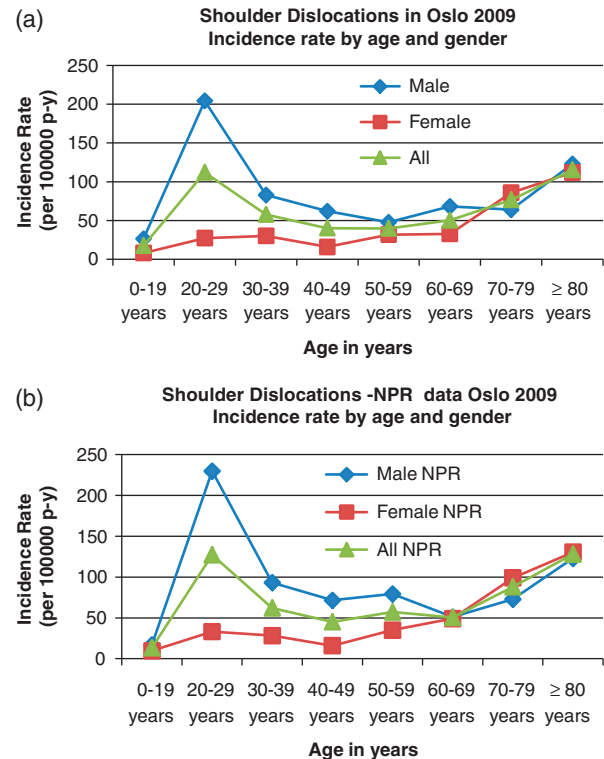 (a)
Shoulder Dislocations in Oslo 2009
Incidence rate by age and gender
Incidence Rate
(per 100000 p-y)
250
200
150
100
50
0
Male
Female
All
0-19 20-29 30-39 40-49 50-59 60-69 70-79 ≥ 80
years years years years years years years years
Age in years
(b)
Shoulder Dislocations -NPR data Oslo 2009
Incidence rate by age and gender
Incidence Rate
(per 100000 p-y)
250
200
150
100
50
0
Male NPR
Female NPR
All NPR
0-19 20-29 30-39 40-49 50-59 60-69 70-79 ≥ 80
years years years years years years years years
Age in years